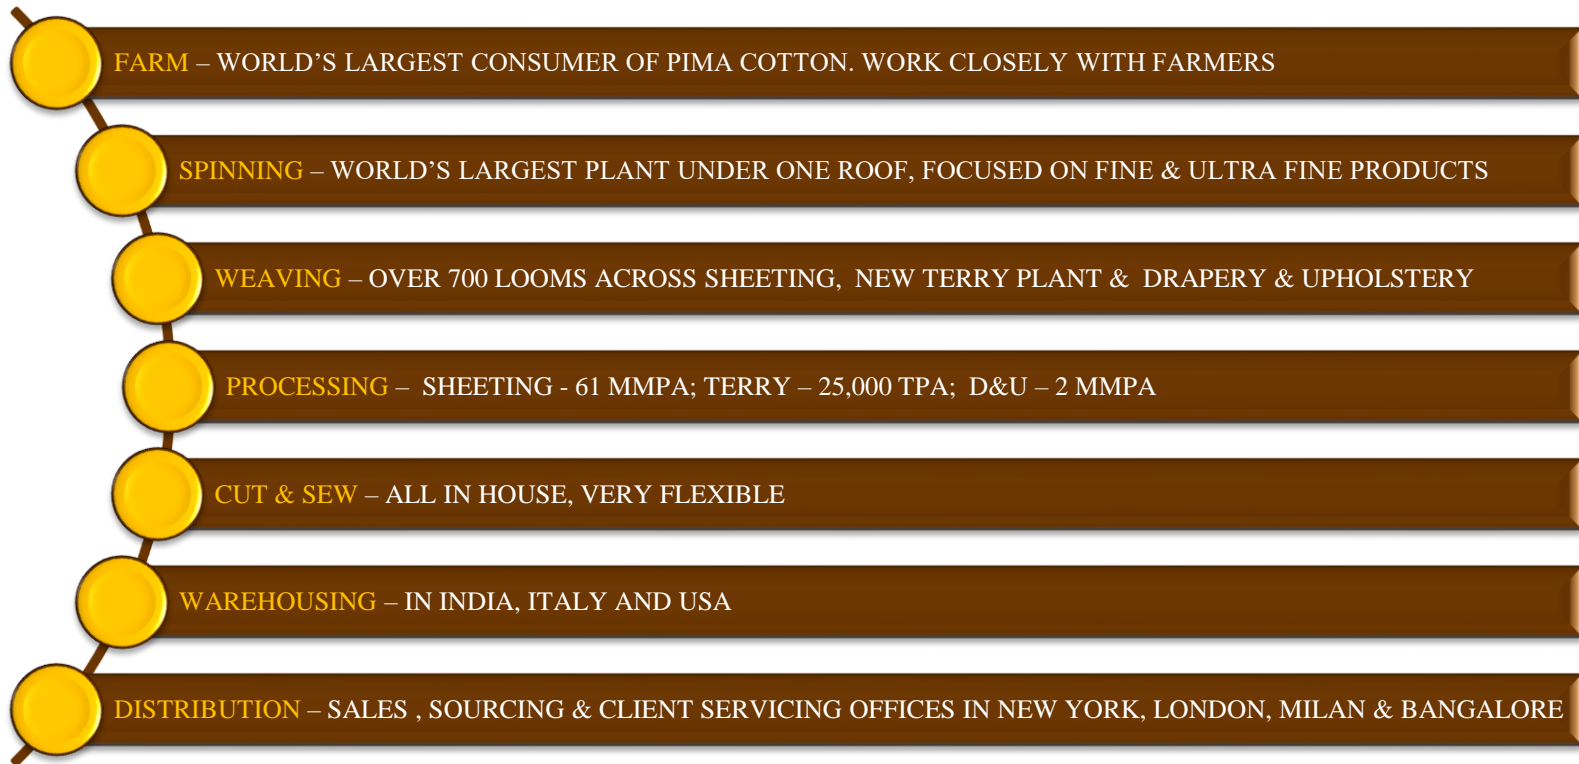 FARM – WORLD’S LARGEST CONSUMER OF PIMA COTTON. WORK CLOSELY WITH FARMERS
SPINNING – WORLD’S LARGEST PLANT UNDER ONE ROOF, FOCUSED ON FINE & ULTRA FINE PRODUCTS
WEAVING – OVER 700 LOOMS ACROSS SHEETING, NEW TERRY PLANT & DRAPERY & UPHOLSTERY
PROCESSING – SHEETING - 61 MMPA; TERRY – 25,000 TPA; D&U – 2 MMPA
CUT & SEW – ALL IN HOUSE, VERY FLEXIBLE
WAREHOUSING – IN INDIA, ITALY AND USA
DISTRIBUTION – SALES , SOURCING & CLIENT SERVICING OFFICES IN NEW YORK, LONDON, MILAN & BANGALORE